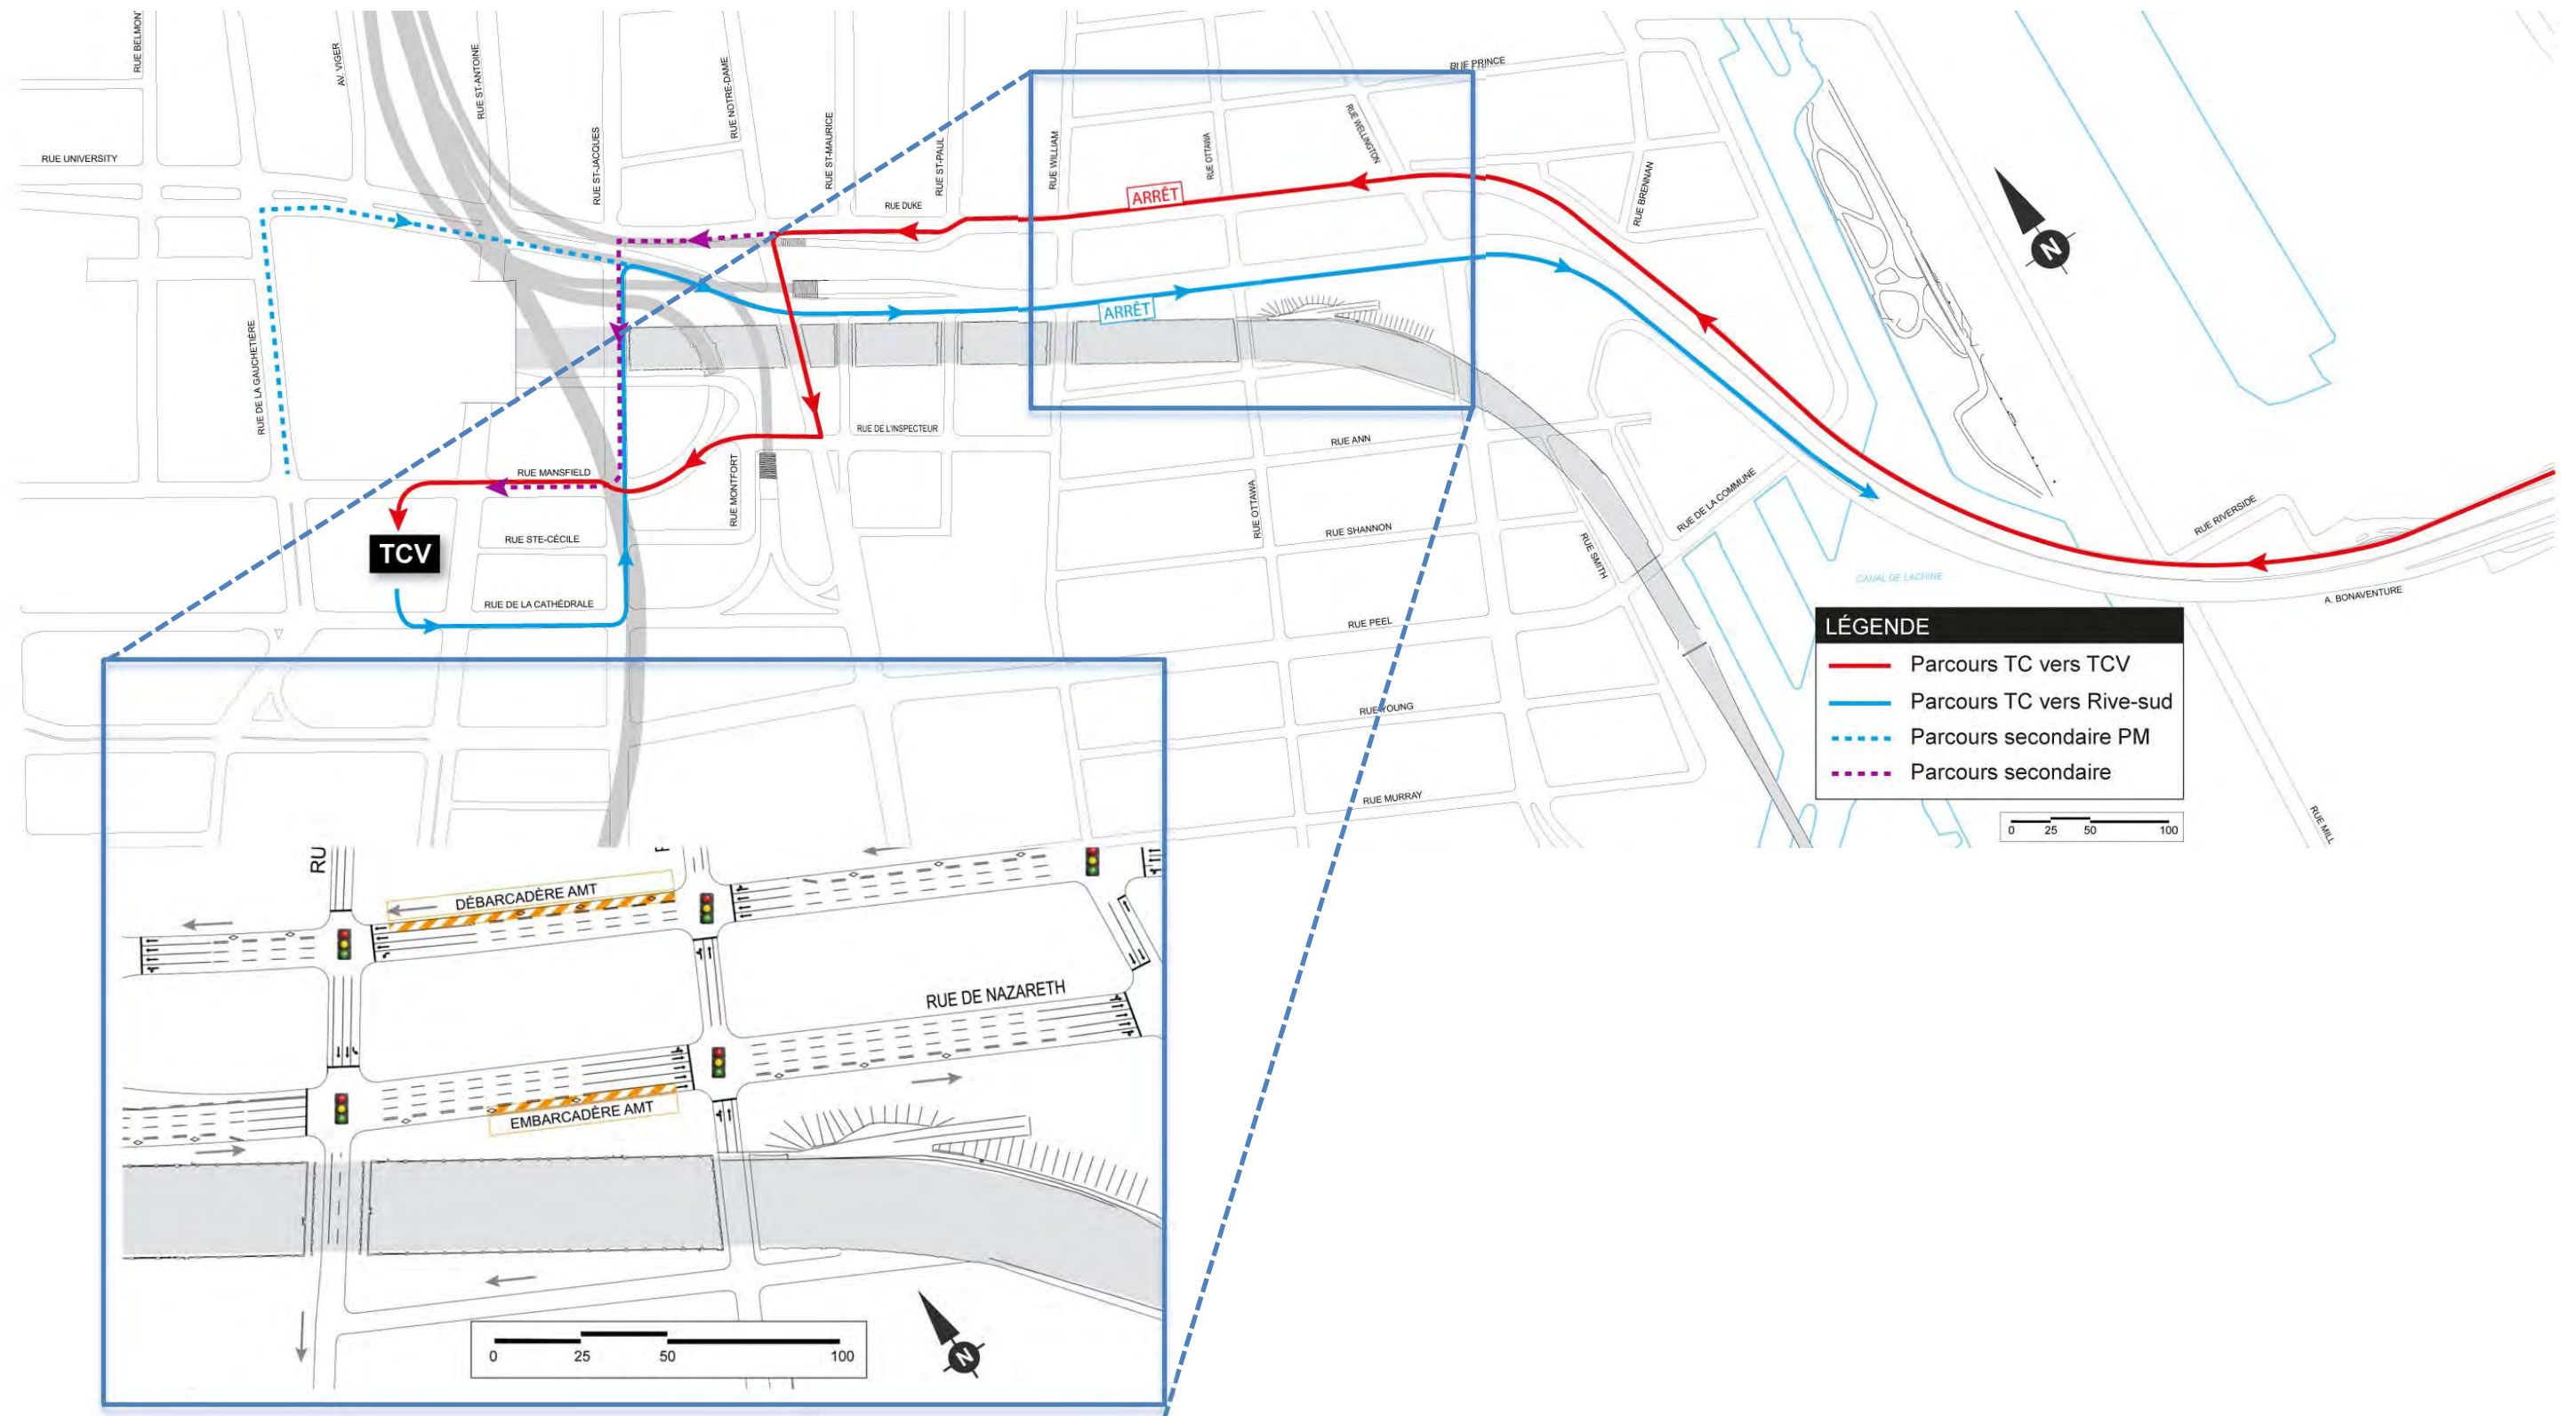 RUE BELMONT
AV. VIGER
RUE ST-ANTOINE
RUE ST-JACQUES
RUE NOTRE-DAME
RUE ST-MAURICE
RUE ST-PAUL
RUE WILLIAM
RUE OTTAWA
RUE WELLINGTON
RUE PRINCE
RUE BRENNAN
RUE UNIVERSITY
RUE DUKE
ARRÊT
ARRÊT
N
RUE DE LA GAUCHETIÈRE
RUE DE L'INSPECTEUR
RUE MANSFIELD
RUE MONTFORT
TCV
RUE STE-CÉCILE
RUE DE LA CATHÉDRALE
RUE OTTAWA
RUE ANN
RUE SHANNON
RUE SMITH
RUE DE LA COMMUNE
RUE PEEL
RUE YOUNG
RUE MURRAY
RUE RIVERSIDE
CANAL DE LACHINE
A. BONAVENTURE
RUE MILL
LÉGENDE
Parcours TC vers TCV
Parcours TC vers Rive-sud
Parcours secondaire PM
Parcours secondaire
0 25 50 100
RU
DÉBARCADÈRE AMT
RUE DE NAZARETH
EMBARCADÈRE AMT
0 25 50 100
N